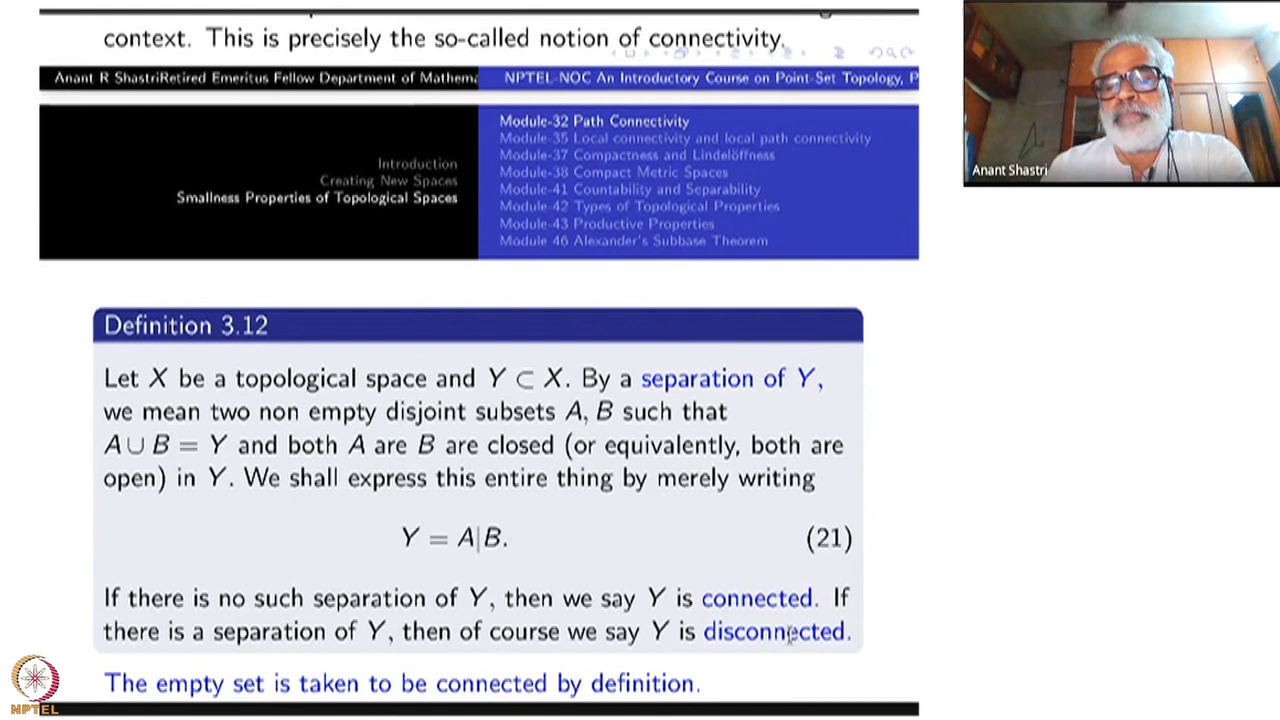 context. This is precisely the so-called notion of connectivity.
Anant R ShastriRetired Emeritus Fellow Department of Mathema
NPTEL-NOC An Introductory Course on Point-Set Topology, P
Introduction
Creating New Spaces
Smallness Properties of Topological Spaces
Module-32 Path Connectivity
Module-35 Local connectivity and local path connectivity
Module-37 Compactness and Lindelöffness
Module-38 Compact Metric Spaces
Module-41 Countability and Separability
Module-42 Types of Topological Properties
Module-43 Productive Properties
Module 46 Alexander's Subbase Theorem
Anant Shastri
Definition 3.12
Let X be a topological space and Y ⊂ X. By a separation of Y,
we mean two non empty disjoint subsets A, B such that
A ∪ B = Y and both A are B are closed (or equivalently, both are
open) in Y. We shall express this entire thing by merely writing
Y = A|B. (21)
If there is no such separation of Y, then we say Y is connected. If
there is a separation of Y, then of course we say Y is disconnected.
The empty set is taken to be connected by definition.
NPTEL